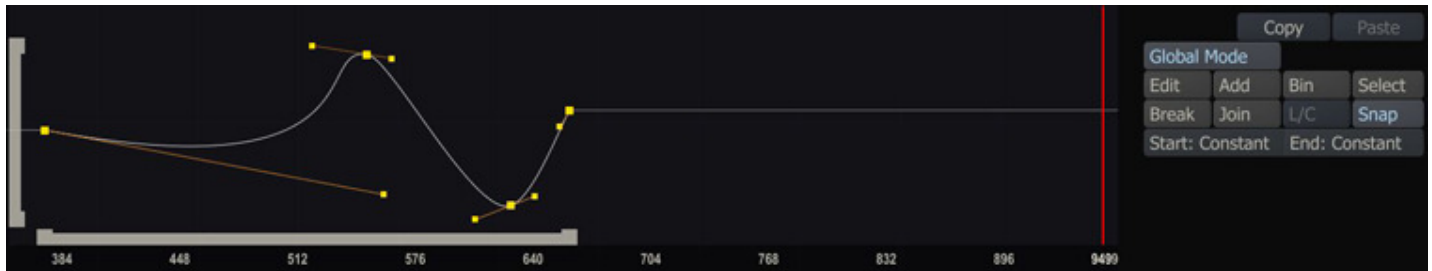 Copy Paste
Global Mode
Edit Add Bin Select
Break Join L/C Snap
Start: Constant End: Constant
384 448 512 576 640 704 768 832 896 9499